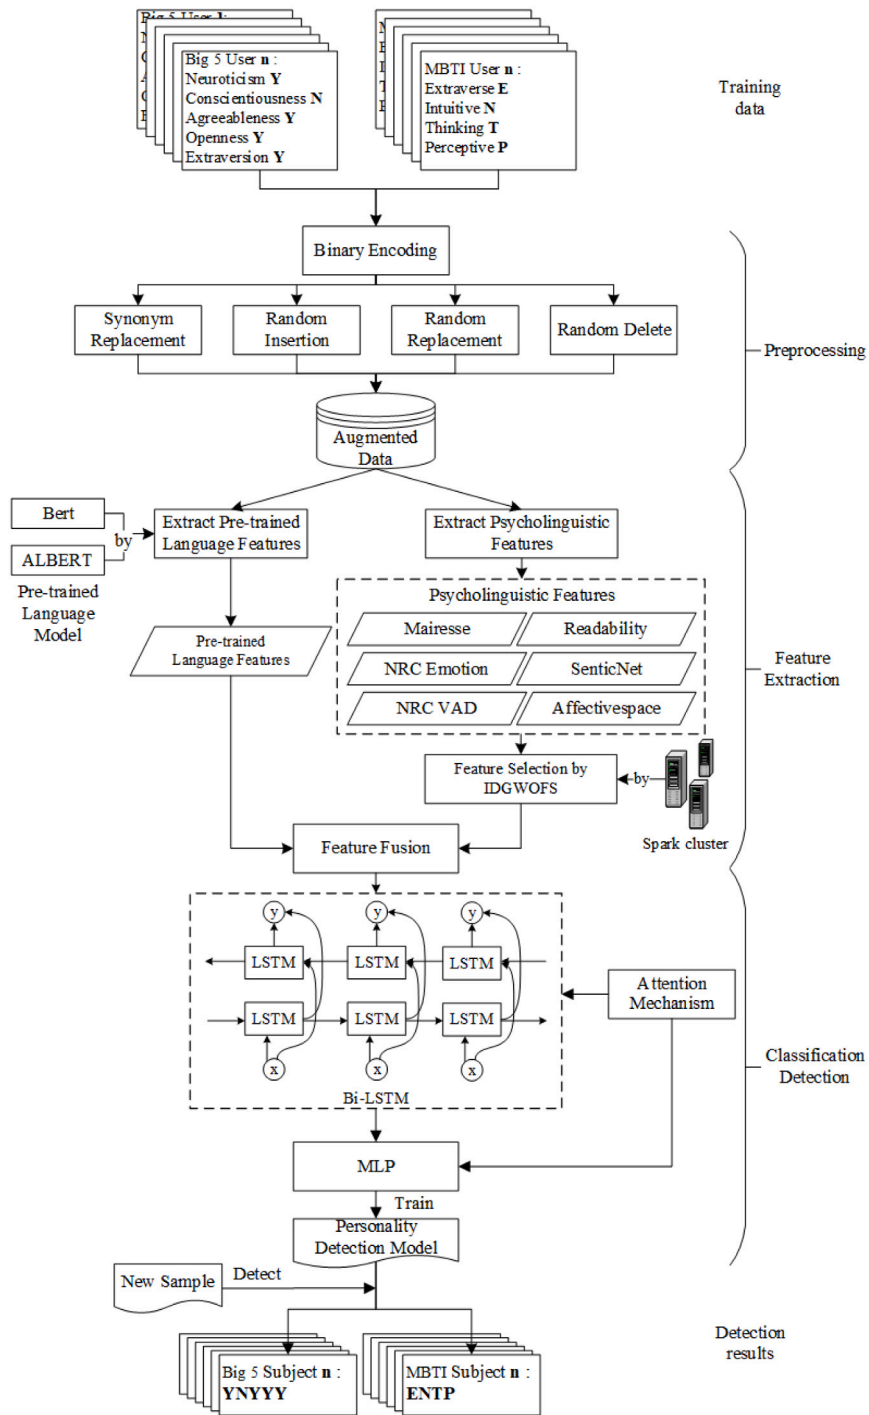 Big 5 User n :
Neuroticism Y
Conscientiousness N
Agreeableness Y
Openness Y
Extraversion Y
MBTI User n :
Extraverse E
Intuitive N
Thinking T
Perceptive P
Training
data
Binary Encoding
Synonym
Replacement
Random
Insertion
Random
Replacement
Random Delete
Preprocessing
Augmented
Data
Bert
ALBERT
by
Pre-trained
Language
Model
Extract Pre-trained
Language Features
Extract Psycholinguistic
Features
Pre-trained
Language Features
Psycholinguistic Features
Mairesse
Readability
NRC Emotion
SenticNet
NRC VAD
Affectivespace
Feature
Extraction
Feature Selection by
IDGWOFS
by
Spark cluster
Feature Fusion
y
y
y
LSTM
LSTM
LSTM
LSTM
LSTM
LSTM
x
x
x
Bi-LSTM
Attention
Mechanism
Classification
Detection
MLP
Train
Personality
Detection Model
New Sample
Detect
Big 5 Subject n :
YNYYY
MBTI Subject n :
ENTP
Detection
results